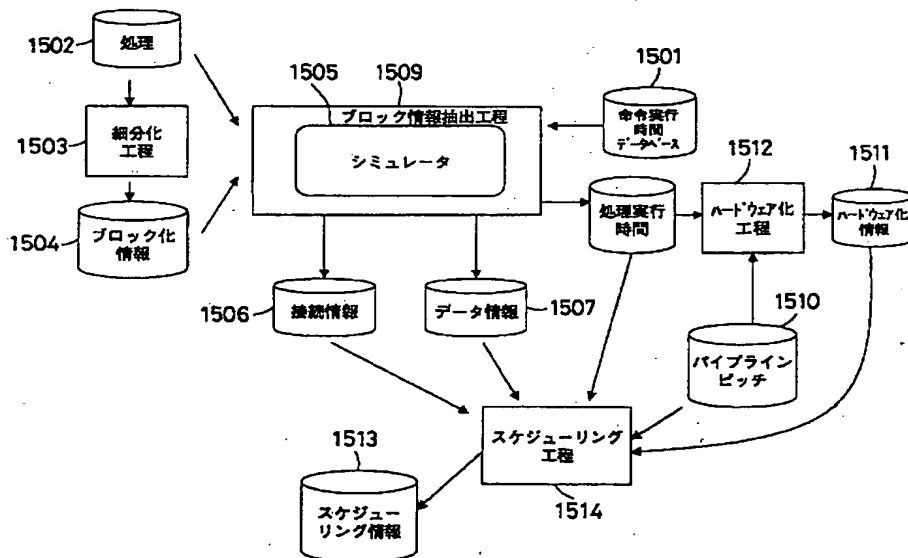 1502
処理
1503
細分化
工程
1504
ブロック化
情報
1505
1509
ブロック情報抽出工程
シミュレータ
1501
命令実行
時間
データベース
処理実行
時間
1512
ハードウェア化
工程
1511
ハードウェア化
情報
1506
接続情報
データ情報
1507
1510
パイプライン
ピッチ
スケジューリング
工程
1514
1513
スケジュー
リング情報